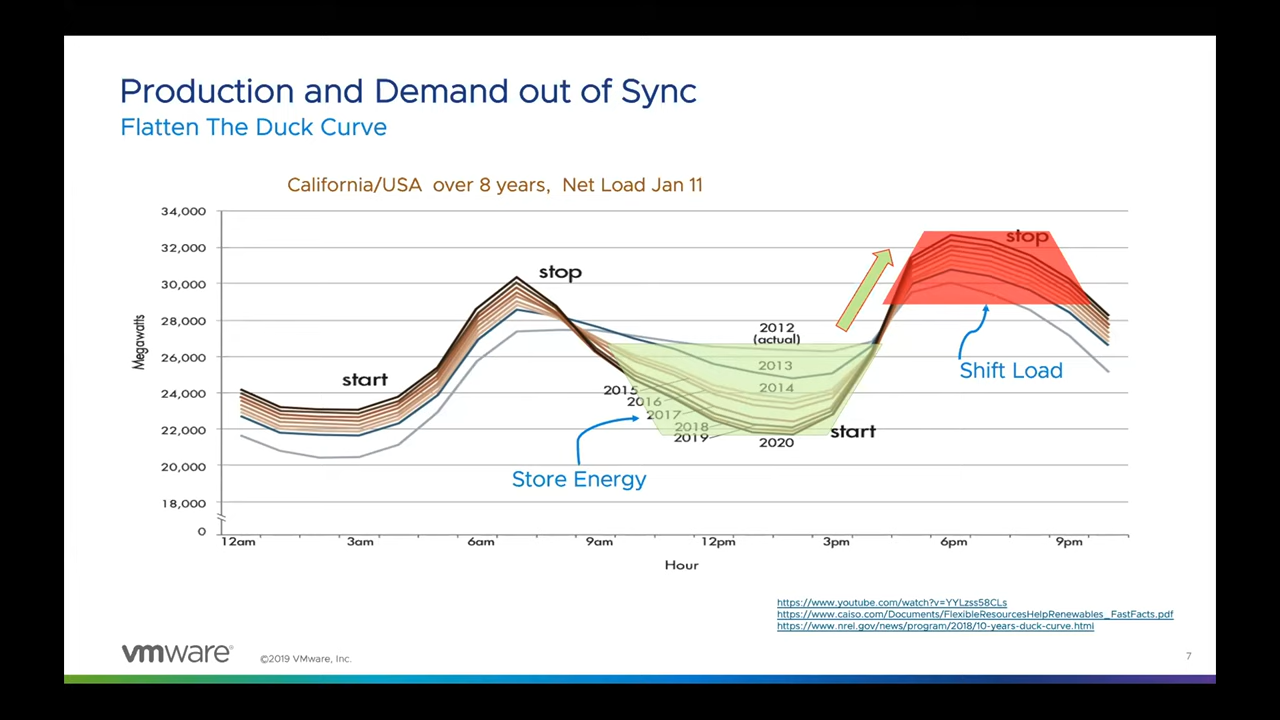 Production and Demand out of Sync
Flatten The Duck Curve
California/USA over 8 years, Net Load Jan 11
34,000
32,000
30,000
28,000
26,000
24,000
22,000
20,000
18,000
0
Megawatts
start
stop
2012
(actual)
2013
2014
2015
2016
2017
2018
2019
2020
start
stop
Shift Load
Store Energy
12am
3am
6am
9am
12pm
3pm
6pm
9pm
Hour
https://www.youtube.com/watch?v=YYLzss58CLs
https://www.caiso.com/Documents/FlexibleResourcesHelpRenewables_FastFacts.pdf
https://www.nrel.gov/news/program/2018/10-years-duck-curve.html
vmware®
©2019 VMware, Inc.
7